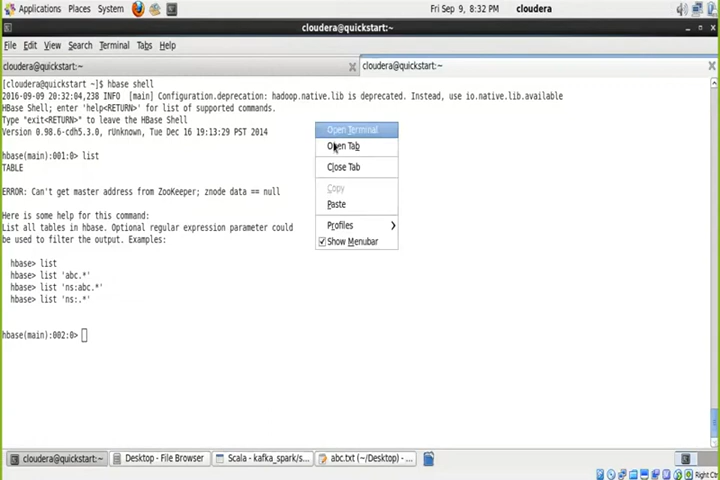 Applications Places System Fri Sep 9, 8:32 PM cloudera
cloudera@quickstart:~
File Edit View Search Terminal Tabs Help
cloudera@quickstart:~ cloudera@quickstart:~
[cloudera@quickstart ~]$ hbase shell
2016-09-09 20:32:04,238 INFO [main] Configuration.deprecation: hadoop.native.lib is deprecated. Instead, use io.native.lib.available
HBase Shell; enter 'help<RETURN>' for list of supported commands.
Type "exit<RETURN>" to leave the HBase Shell
Version 0.98.6-cdh5.3.0, rUnknown, Tue Dec 16 19:13:29 PST 2014
hbase(main):001:0> list
TABLE
ERROR: Can't get master address from ZooKeeper; znode data == null
Here is some help for this command:
List all tables in hbase. Optional regular expression parameter could
be used to filter the output. Examples:
hbase> list
hbase> list 'abc.*'
hbase> list 'ns:abc.*'
hbase> list 'ns:.*'
hbase(main):002:0>
Open Terminal
Open Tab
Close Tab
Copy
Paste
Profiles
Show Menubar
cloudera@quickstart:~ Desktop - File Browser Scala - kafka_spark/s... abc.txt (~/Desktop) - ...
Right Ctrl